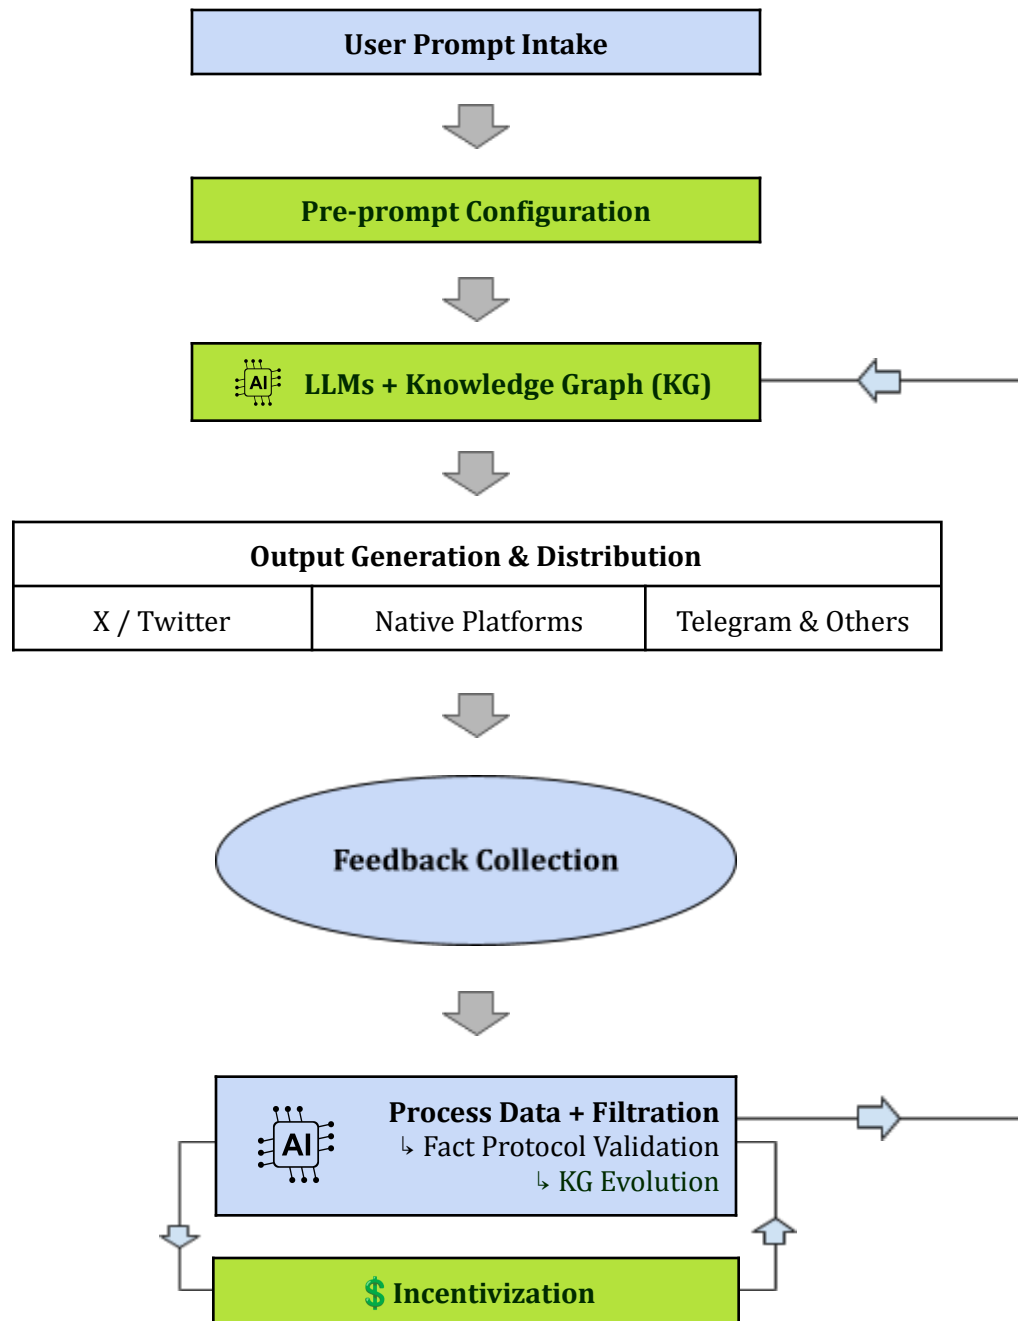 User Prompt Intake
Pre-prompt Configuration
AI LLMs + Knowledge Graph (KG)
Output Generation & Distribution
X / Twitter
Native Platforms
Telegram & Others
Feedback Collection
AI
Process Data + Filtration
↳ Fact Protocol Validation
↳ KG Evolution
$ Incentivization